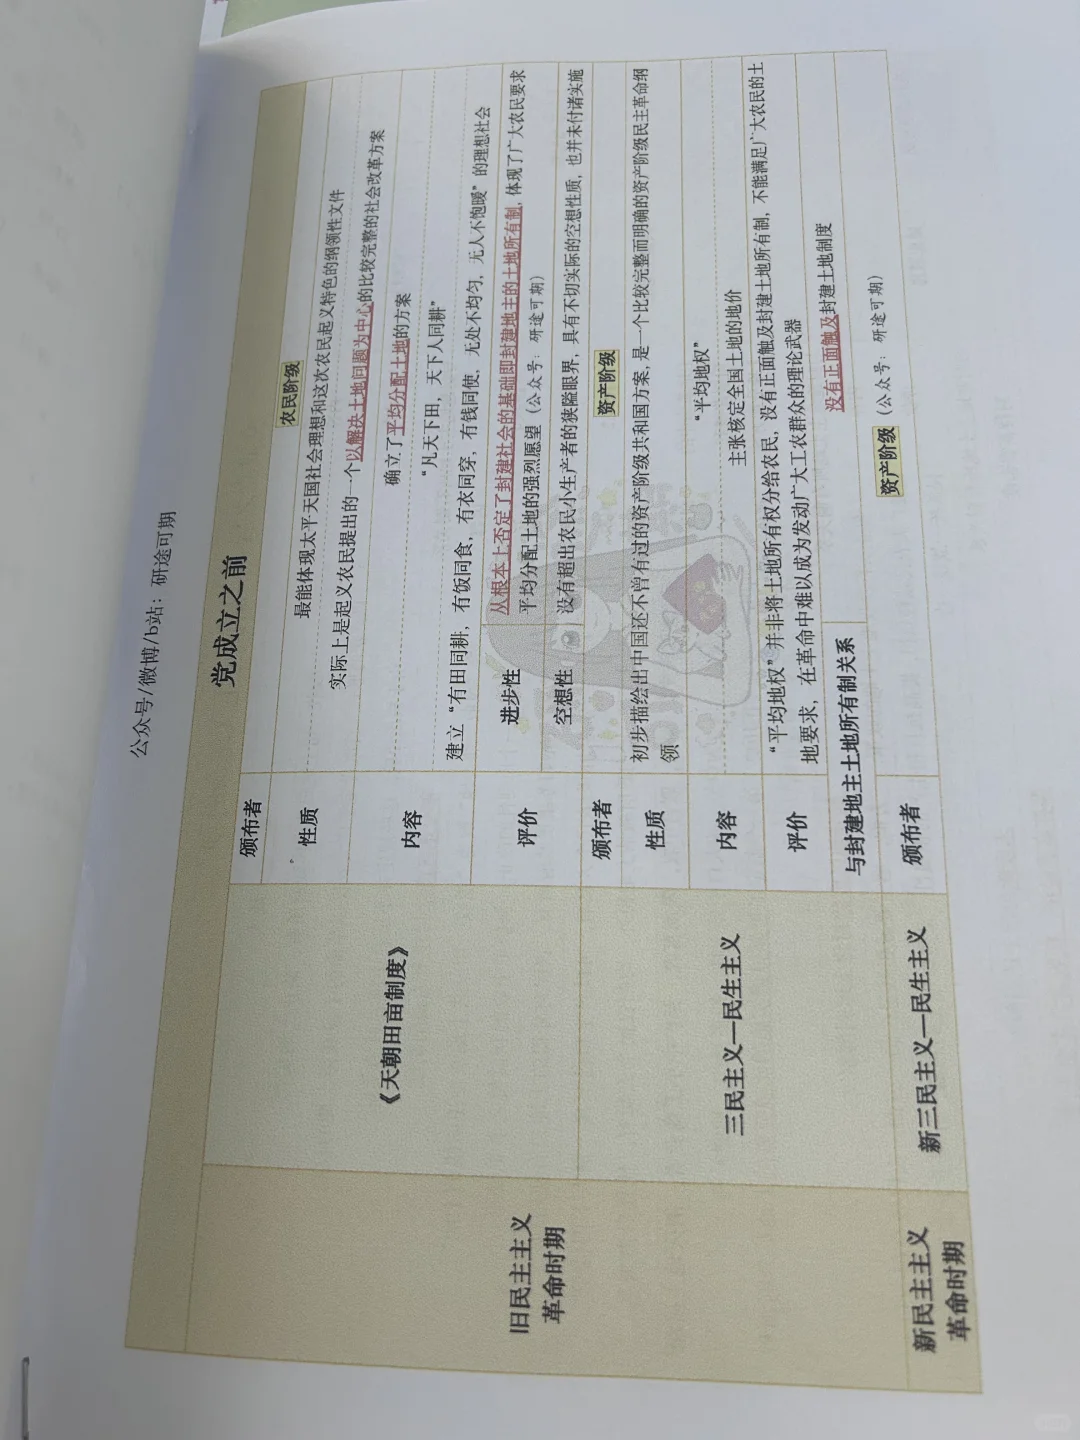 公众号/微博/b站：研途可期
党成立之前
旧民主主义
革命时期
《天朝田亩制度》
颁布者
农民阶级
性质
最能体现太平天国社会理想和这次农民起义特色的纲领性文件
实际上是起义农民提出的一个以解决土地问题为中心的比较完整的社会改革方案
内容
确立了平均分配土地的方案
“凡天下田，天下人同耕”
建立“有田同耕，有饭同食，有衣同穿，有钱同使，无处不均匀，无人不饱暖”的理想社会
评价
进步性
从根本上否定了封建社会的基础即封建地主的土地所有制，体现了广大农民要求
平均分配土地的强烈愿望（公众号：研途可期）
空想性
没有超出农民小生产者的狭隘眼界，具有不切实际的空想性质，也并未付诸实施
三民主义—民生主义
颁布者
资产阶级
性质
初步描绘出中国还不曾有过的资产阶级共和国方案，是一个比较完整而明确的资产阶级民主革命纲
领
内容
“平均地权”
主张核定全国土地的地价
评价
“平均地权”并非将土地所有权分给农民，没有正面触及封建土地所有制，不能满足广大农民的土
地要求，在革命中难以成为发动广大工农群众的理论武器
与封建地主土地所有制关系
没有正面触及封建土地制度
新民主主义
革命时期
新三民主义—民生主义
颁布者
资产阶级（公众号：研途可期）